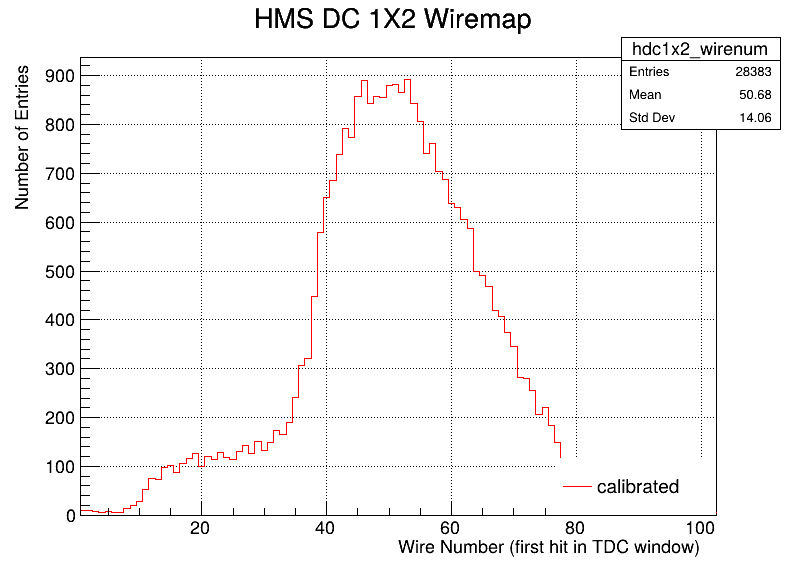 HMS DC 1X2 Wiremap
hdc1x2_wirenum
Entries 28383
Mean 50.68
Std Dev 14.06
Number of Entries
900
800
700
600
500
400
300
200
100
0
calibrated
20 40 60 80 100
Wire Number (first hit in TDC window)